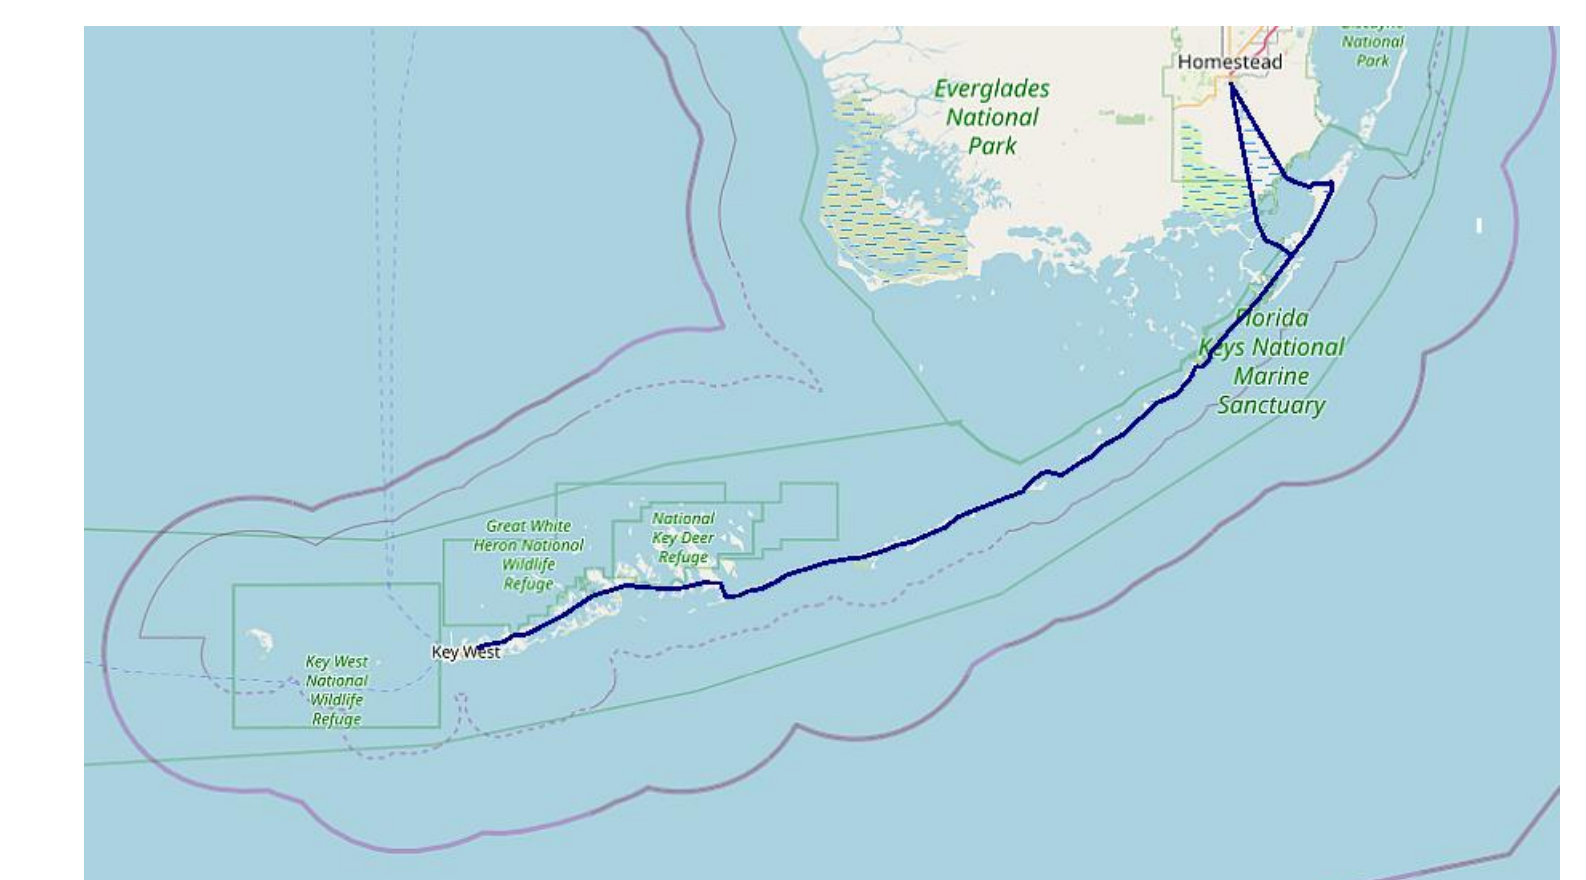 National
Park
Homestead
Everglades
National
Park
Florida
Keys National
Marine
Sanctuary
Great White
Heron National
Wildlife
Refuge
National
Key Deer
Refuge
Key West
Key West
National
Wildlife
Refuge